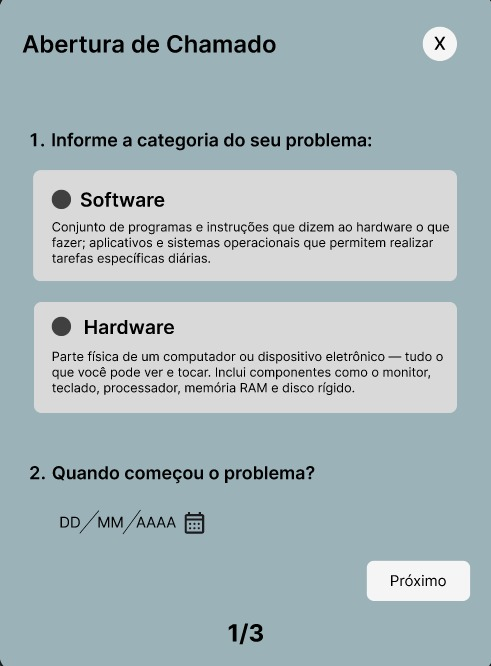 Abertura de Chamado
X
1. Informe a categoria do seu problema:
Software
Conjunto de programas e instruções que dizem ao hardware o que
fazer; aplicativos e sistemas operacionais que permitem realizar
tarefas específicas diárias.
Hardware
Parte física de um computador ou dispositivo eletrônico — tudo o
que você pode ver e tocar. Inclui componentes como o monitor,
teclado, processador, memória RAM e disco rígido.
2. Quando começou o problema?
DD/MM/AAAA
Próximo
1/3